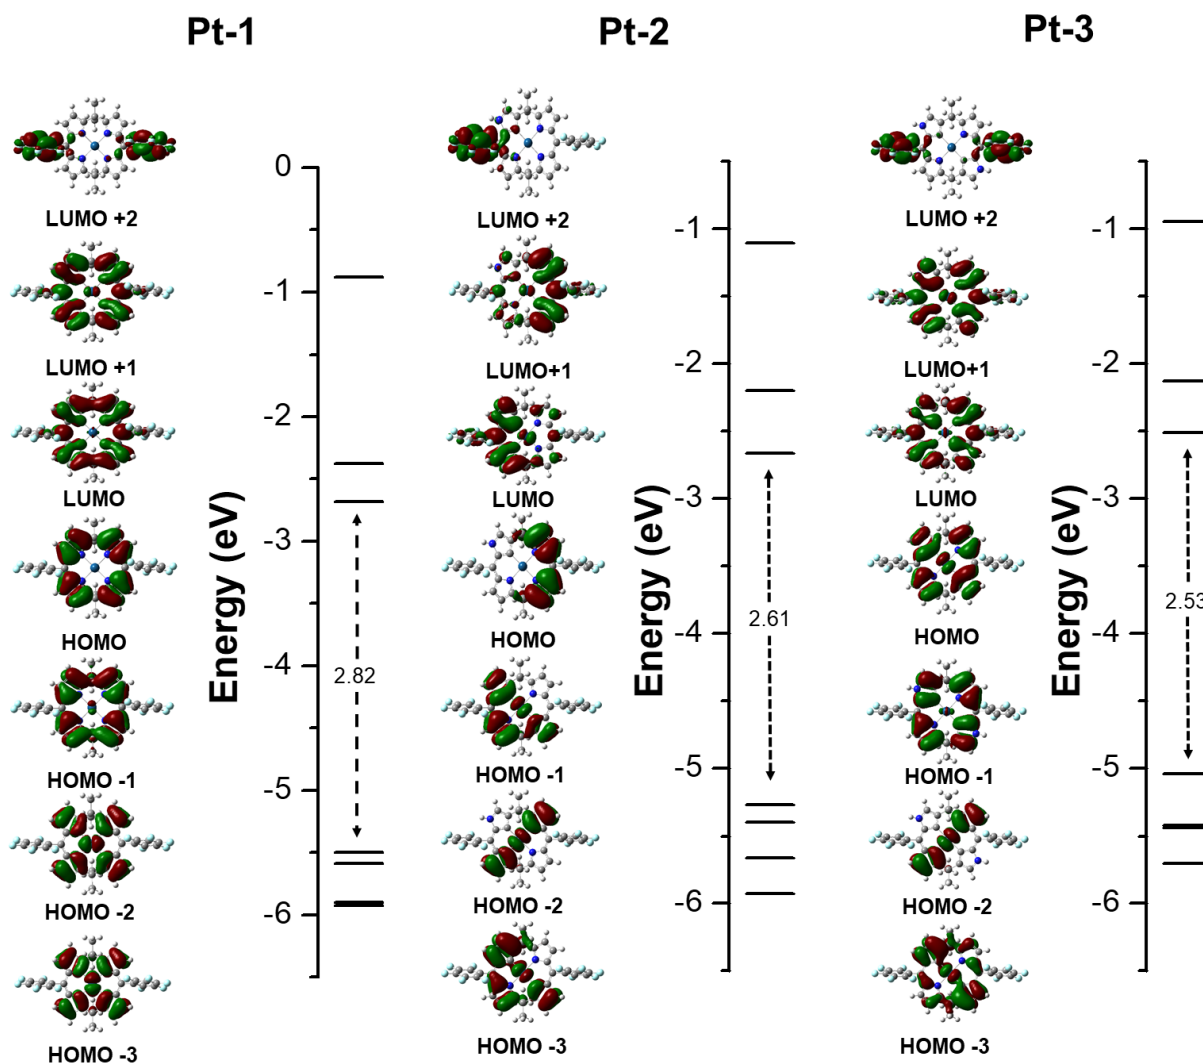 Pt-1
Pt-2
Pt-3
LUMO +2
LUMO +1
LUMO
HOMO
HOMO -1
HOMO -2
HOMO -3
Energy (eV)
0
-1
-2
-3
-4
-5
-6
2.82
LUMO +2
LUMO+1
LUMO
HOMO
HOMO -1
HOMO -2
HOMO -3
Energy (eV)
-1
-2
-3
-4
-5
-6
2.61
LUMO +2
LUMO+1
LUMO
HOMO
HOMO -1
HOMO -2
HOMO -3
Energy (eV)
-1
-2
-3
-4
-5
-6
2.53